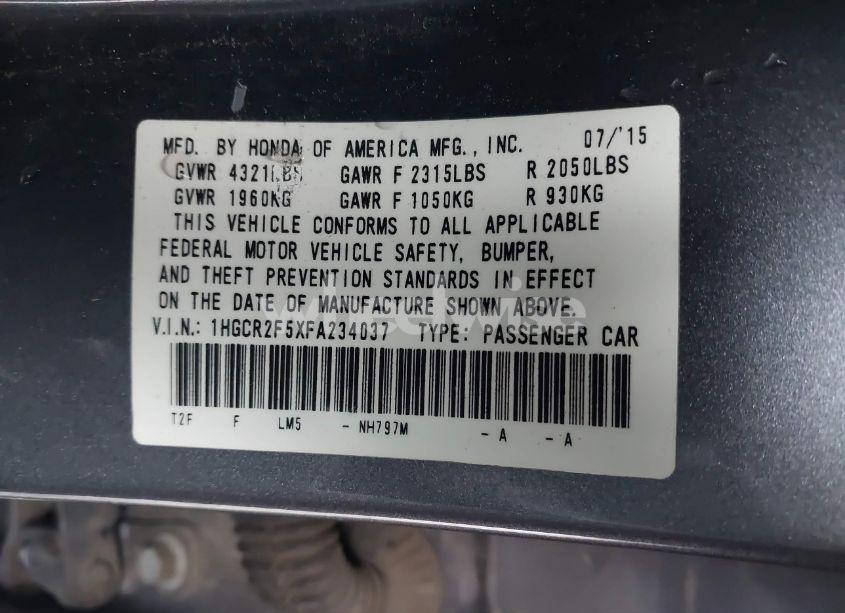 MFD. BY HONDA OF AMERICA MFG., INC. 07/'15
GVWR 4321LBS GAWR F 2315LBS R 2050LBS
GVWR 1960KG GAWR F 1050KG R 930KG
THIS VEHICLE CONFORMS TO ALL APPLICABLE
FEDERAL MOTOR VEHICLE SAFETY, BUMPER,
AND THEFT PREVENTION STANDARDS IN EFFECT
ON THE DATE OF MANUFACTURE SHOWN ABOVE.
V.I.N.: 1HGCR2F5XFA234037 TYPE: PASSENGER CAR
T2F F LM5 - NH797M - A - A